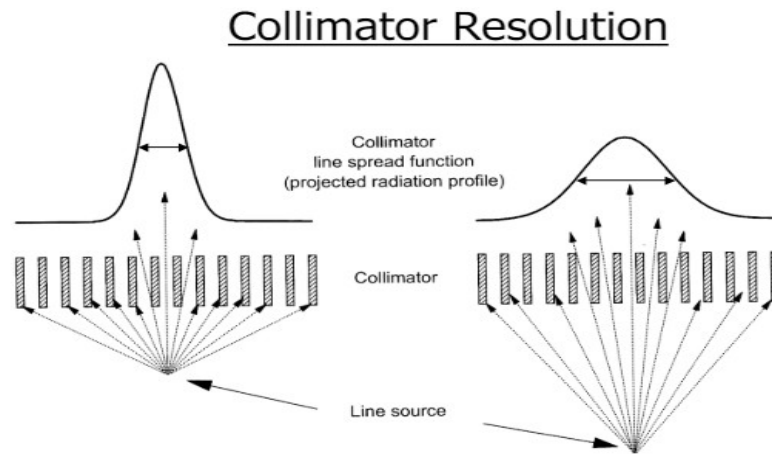 Collimator Resolution
Collimator
line spread function
(projected radiation profile)
Collimator
Line source